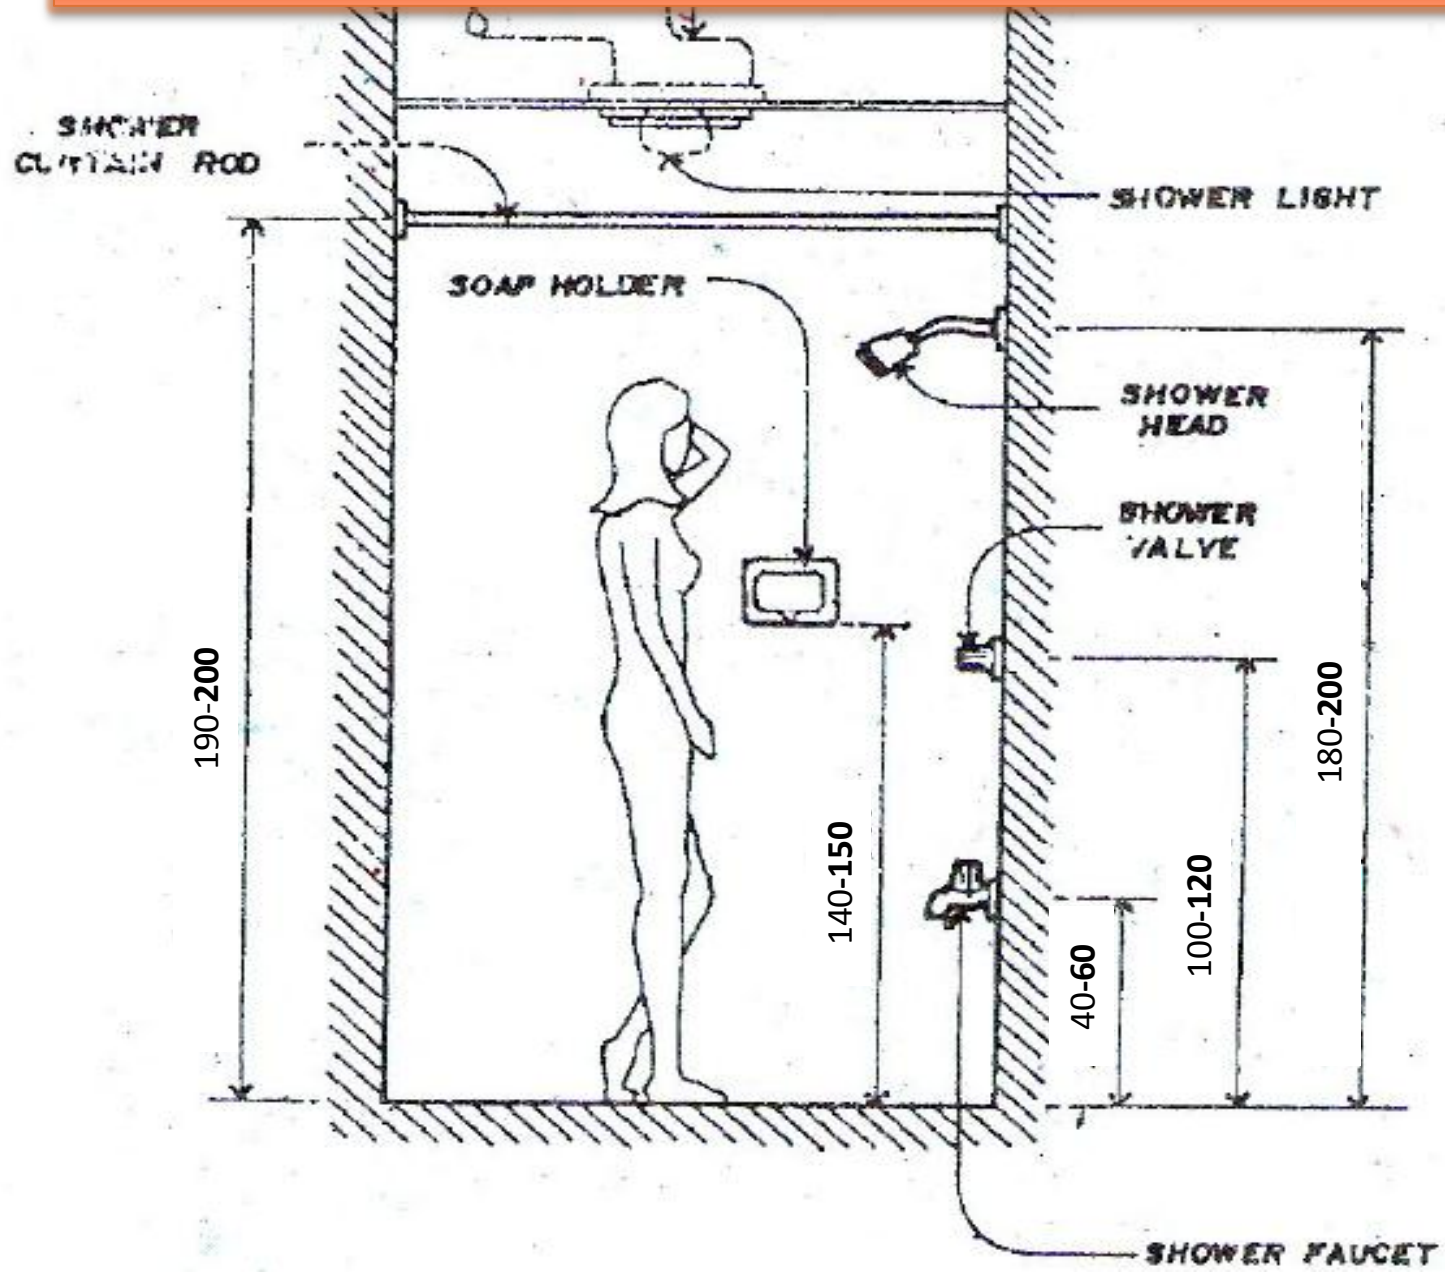 SHOWER
CURTAIN ROD
SHOWER LIGHT
SOAP HOLDER
SHOWER
HEAD
SHOWER
VALVE
190-200
180-200
140-150
100-120
40-60
SHOWER FAUCET